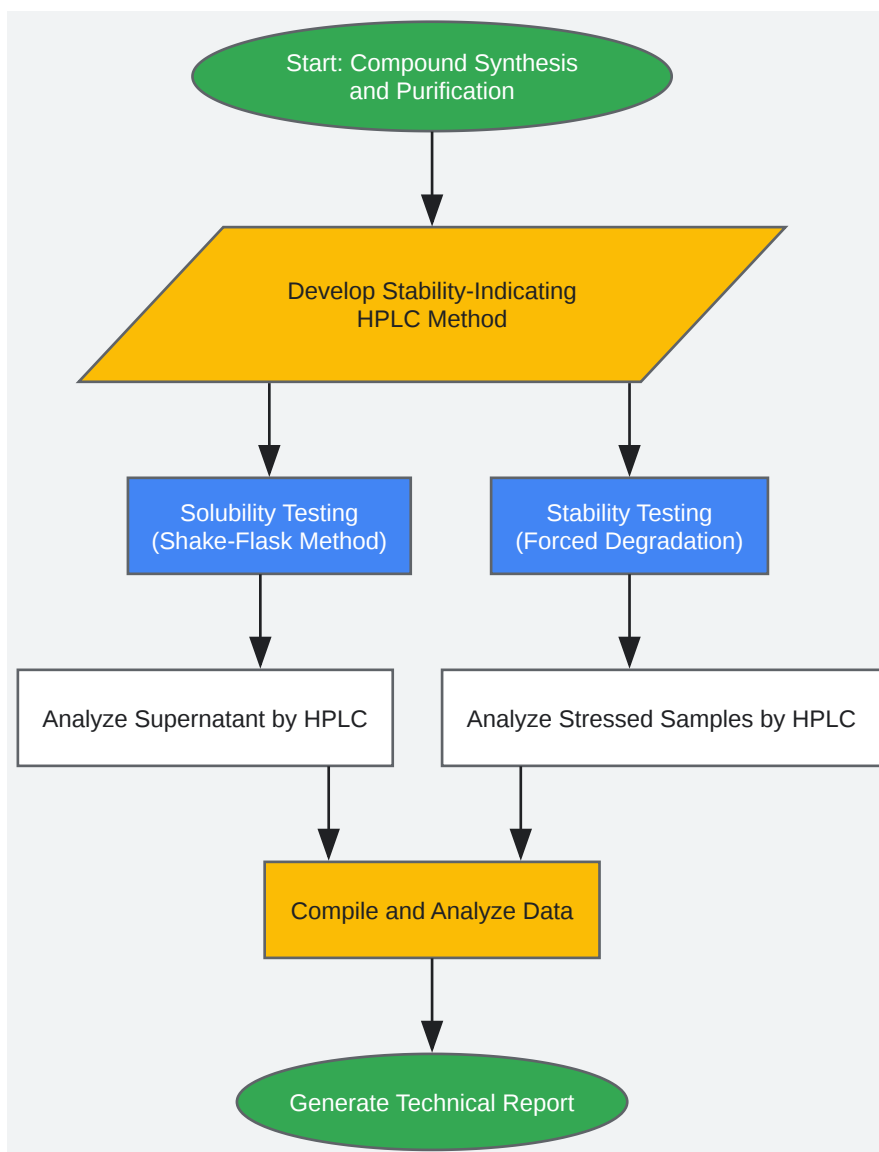 Start: Compound Synthesis
and Purification
Develop Stability-Indicating
HPLC Method
Solubility Testing
(Shake-Flask Method)
Stability Testing
(Forced Degradation)
Analyze Supernatant by HPLC
Analyze Stressed Samples by HPLC
Compile and Analyze Data
Generate Technical Report